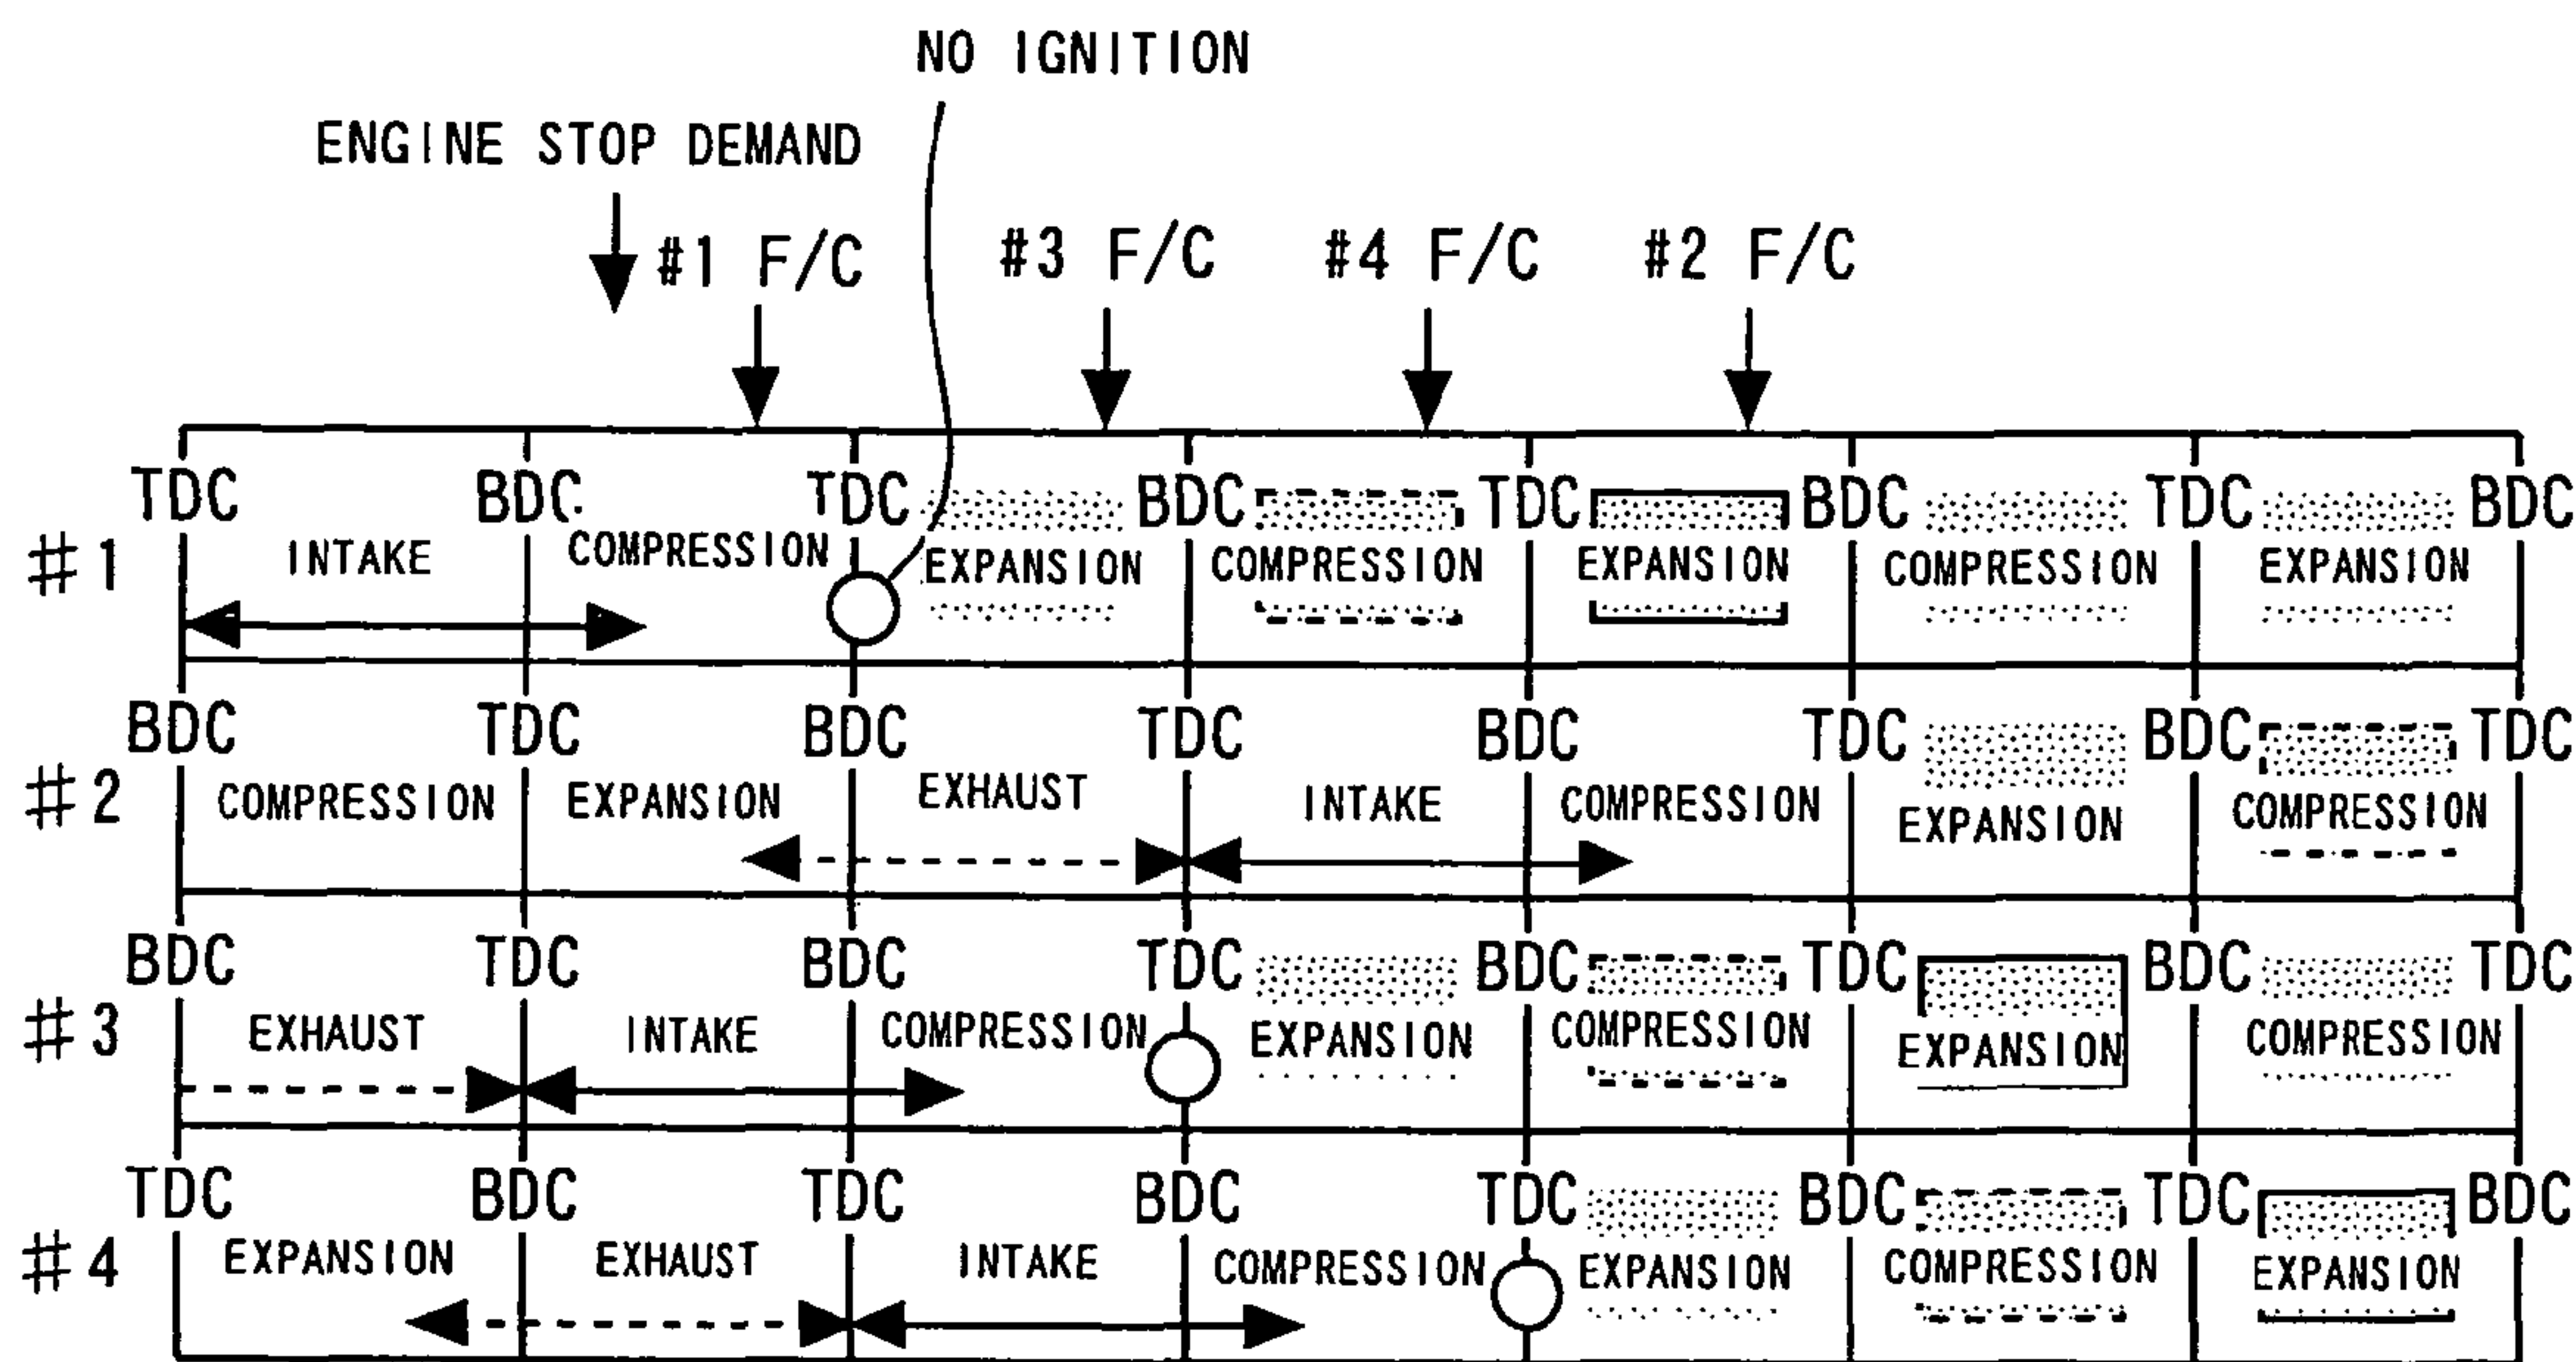 NO IGNITION
ENGINE STOP DEMAND
#1 F/C #3 F/C #4 F/C #2 F/C
TDC BDC TDC BDC TDC BDC TDC BDC
#1 INTAKE COMPRESSION EXPANSION COMPRESSION EXPANSION COMPRESSION EXPANSION
BDC TDC BDC TDC BDC TDC BDC TDC
#2 COMPRESSION EXPANSION EXHAUST INTAKE COMPRESSION EXPANSION COMPRESSION
BDC TDC BDC TDC BDC TDC BDC TDC
#3 EXHAUST INTAKE COMPRESSION EXPANSION COMPRESSION EXPANSION COMPRESSION
TDC BDC TDC BDC TDC BDC TDC BDC
#4 EXPANSION EXHAUST INTAKE COMPRESSION EXPANSION COMPRESSION EXPANSION